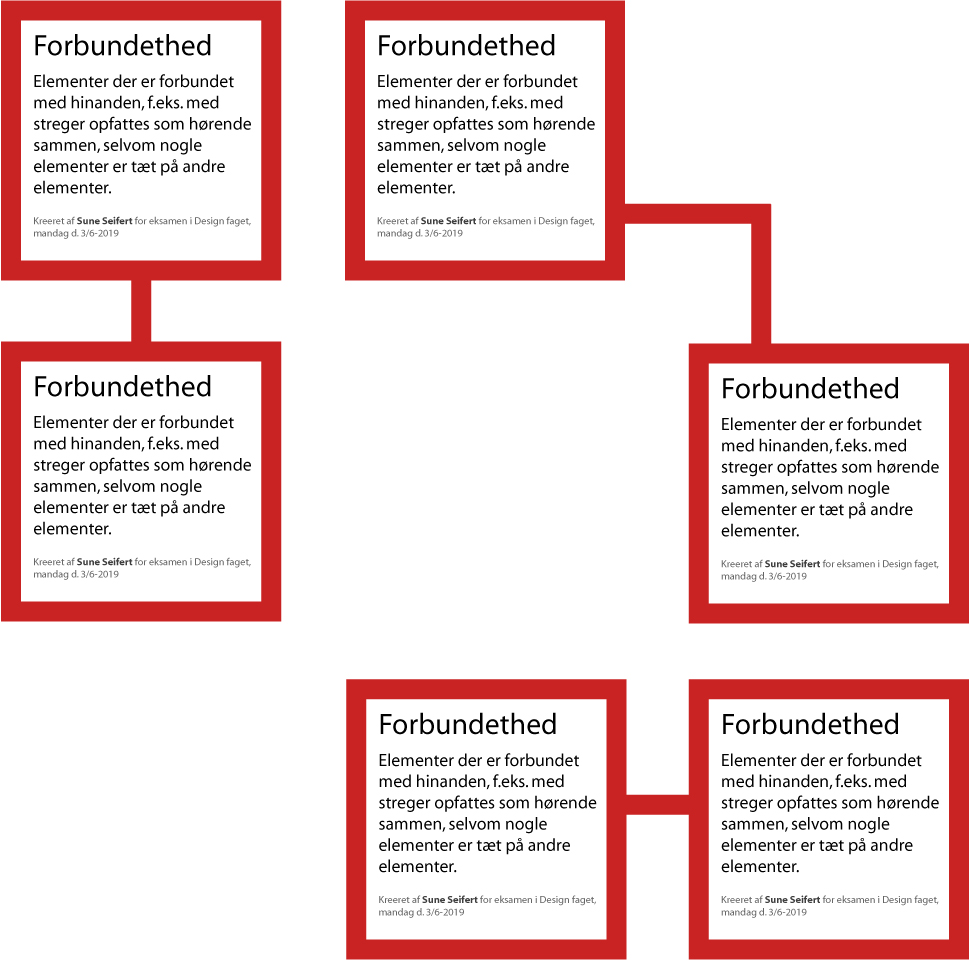 Forbundethed
Elementer der er forbundet
med hinanden, f.eks. med
streger opfattes som hørende
sammen, selvom nogle
elementer er tæt på andre
elementer.
Kreeret af Sune Seifert for eksamen i Design faget,
mandag d. 3/6-2019
Forbundethed
Elementer der er forbundet
med hinanden, f.eks. med
streger opfattes som hørende
sammen, selvom nogle
elementer er tæt på andre
elementer.
Kreeret af Sune Seifert for eksamen i Design faget,
mandag d. 3/6-2019
Forbundethed
Elementer der er forbundet
med hinanden, f.eks. med
streger opfattes som hørende
sammen, selvom nogle
elementer er tæt på andre
elementer.
Kreeret af Sune Seifert for eksamen i Design faget,
mandag d. 3/6-2019
Forbundethed
Elementer der er forbundet
med hinanden, f.eks. med
streger opfattes som hørende
sammen, selvom nogle
elementer er tæt på andre
elementer.
Kreeret af Sune Seifert for eksamen i Design faget,
mandag d. 3/6-2019
Forbundethed
Elementer der er forbundet
med hinanden, f.eks. med
streger opfattes som hørende
sammen, selvom nogle
elementer er tæt på andre
elementer.
Kreeret af Sune Seifert for eksamen i Design faget,
mandag d. 3/6-2019
Forbundethed
Elementer der er forbundet
med hinanden, f.eks. med
streger opfattes som hørende
sammen, selvom nogle
elementer er tæt på andre
elementer.
Kreeret af Sune Seifert for eksamen i Design faget,
mandag d. 3/6-2019